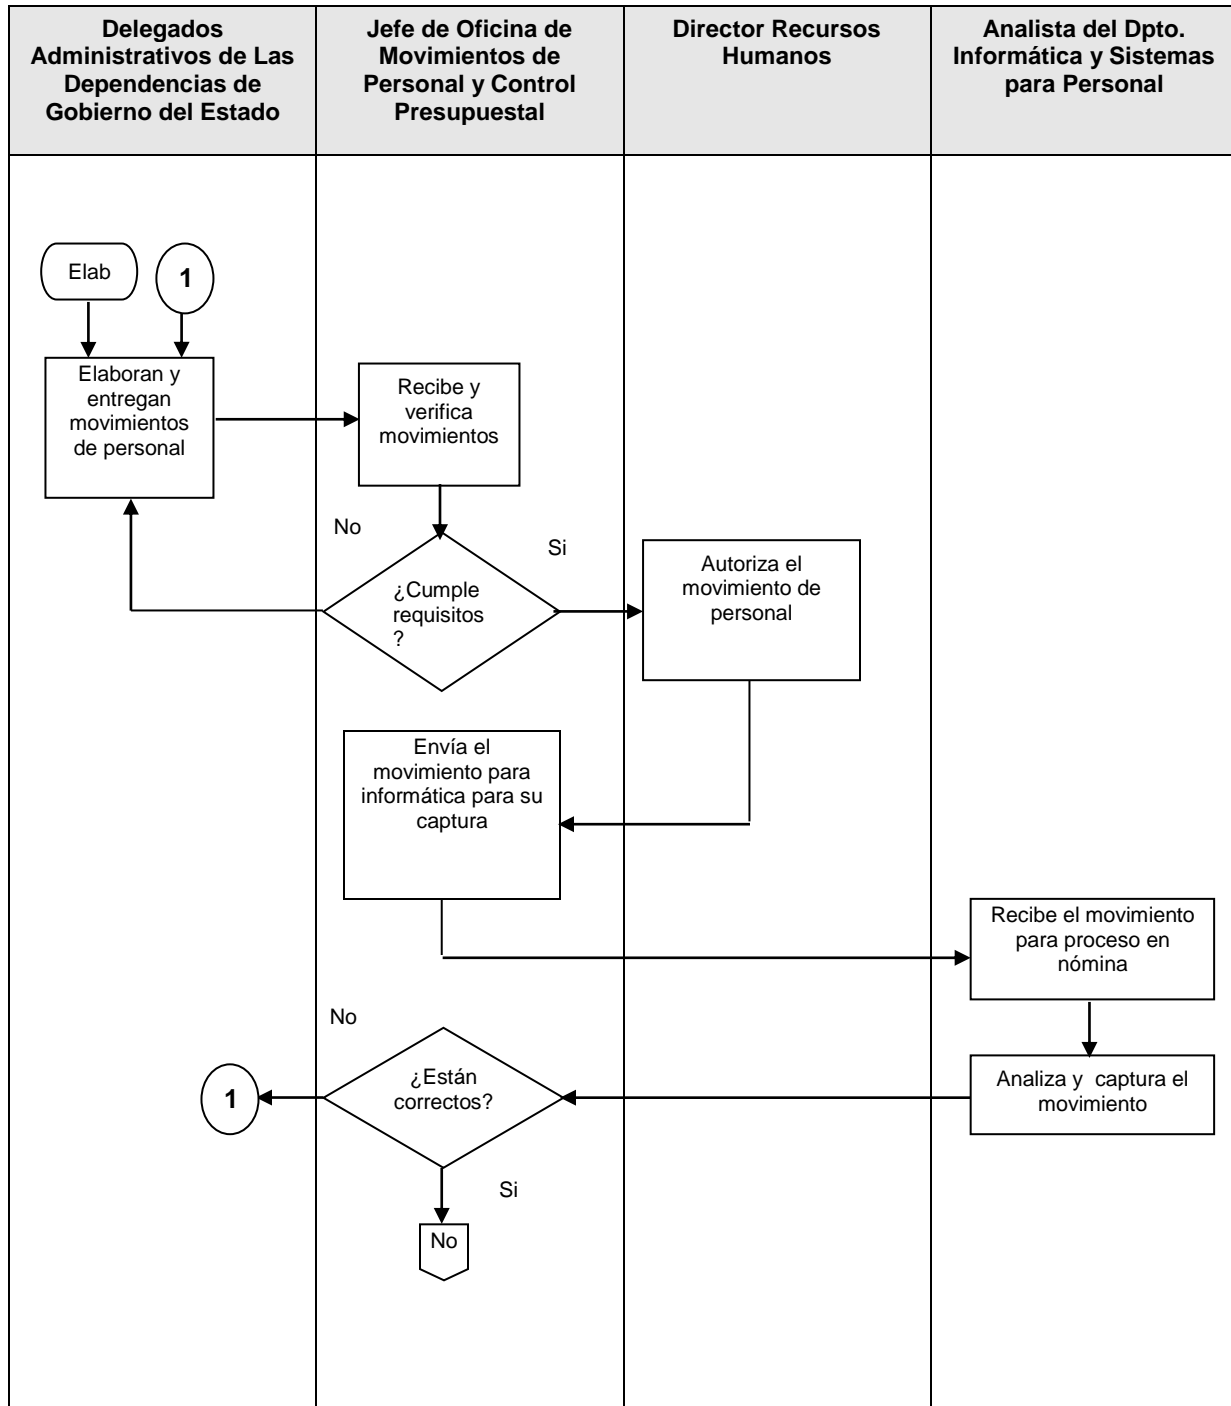 Delegados
Administrativos de Las
Dependencias de
Gobierno del Estado
Jefe de Oficina de
Movimientos de
Personal y Control
Presupuestal
Director Recursos
Humanos
Analista del Dpto.
Informática y Sistemas
para Personal
Elab
1
Elaboran y
entregan
movimientos
de personal
Recibe y
verifica
movimientos
No
Si
¿Cumple
requisitos
?
Autoriza el
movimiento de
personal
Envía el
movimiento para
informática para su
captura
Recibe el movimiento
para proceso en
nómina
No
¿Están
correctos?
1
Analiza y  captura el
movimiento
Si
No